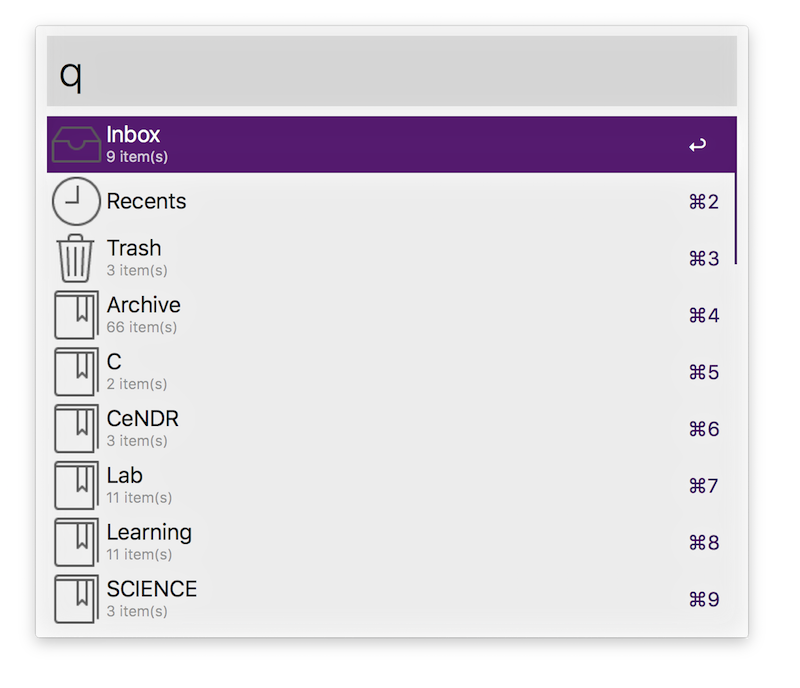 q
Inbox
9 item(s)
↩
Recents
⌘2
Trash
3 item(s)
⌘3
Archive
66 item(s)
⌘4
C
2 item(s)
⌘5
CeNDR
3 item(s)
⌘6
Lab
11 item(s)
⌘7
Learning
11 item(s)
⌘8
SCIENCE
3 item(s)
⌘9